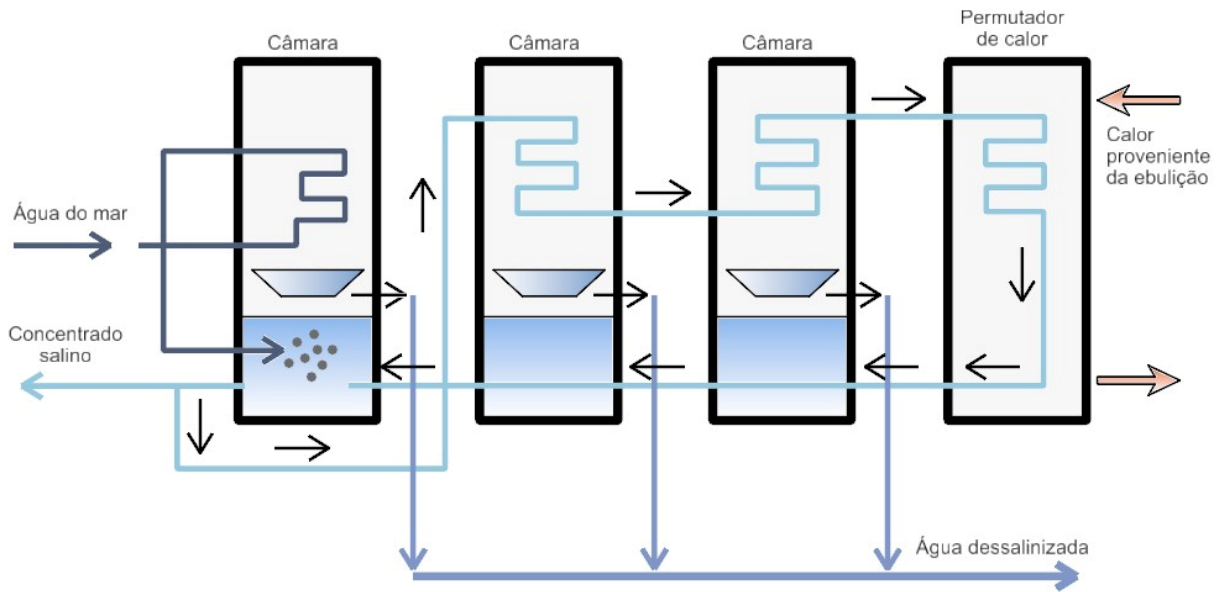 Câmara
Câmara
Câmara
Permutador
de calor
Calor
proveniente
da ebulição
Água do mar
Concentrado
salino
Água dessalinizada